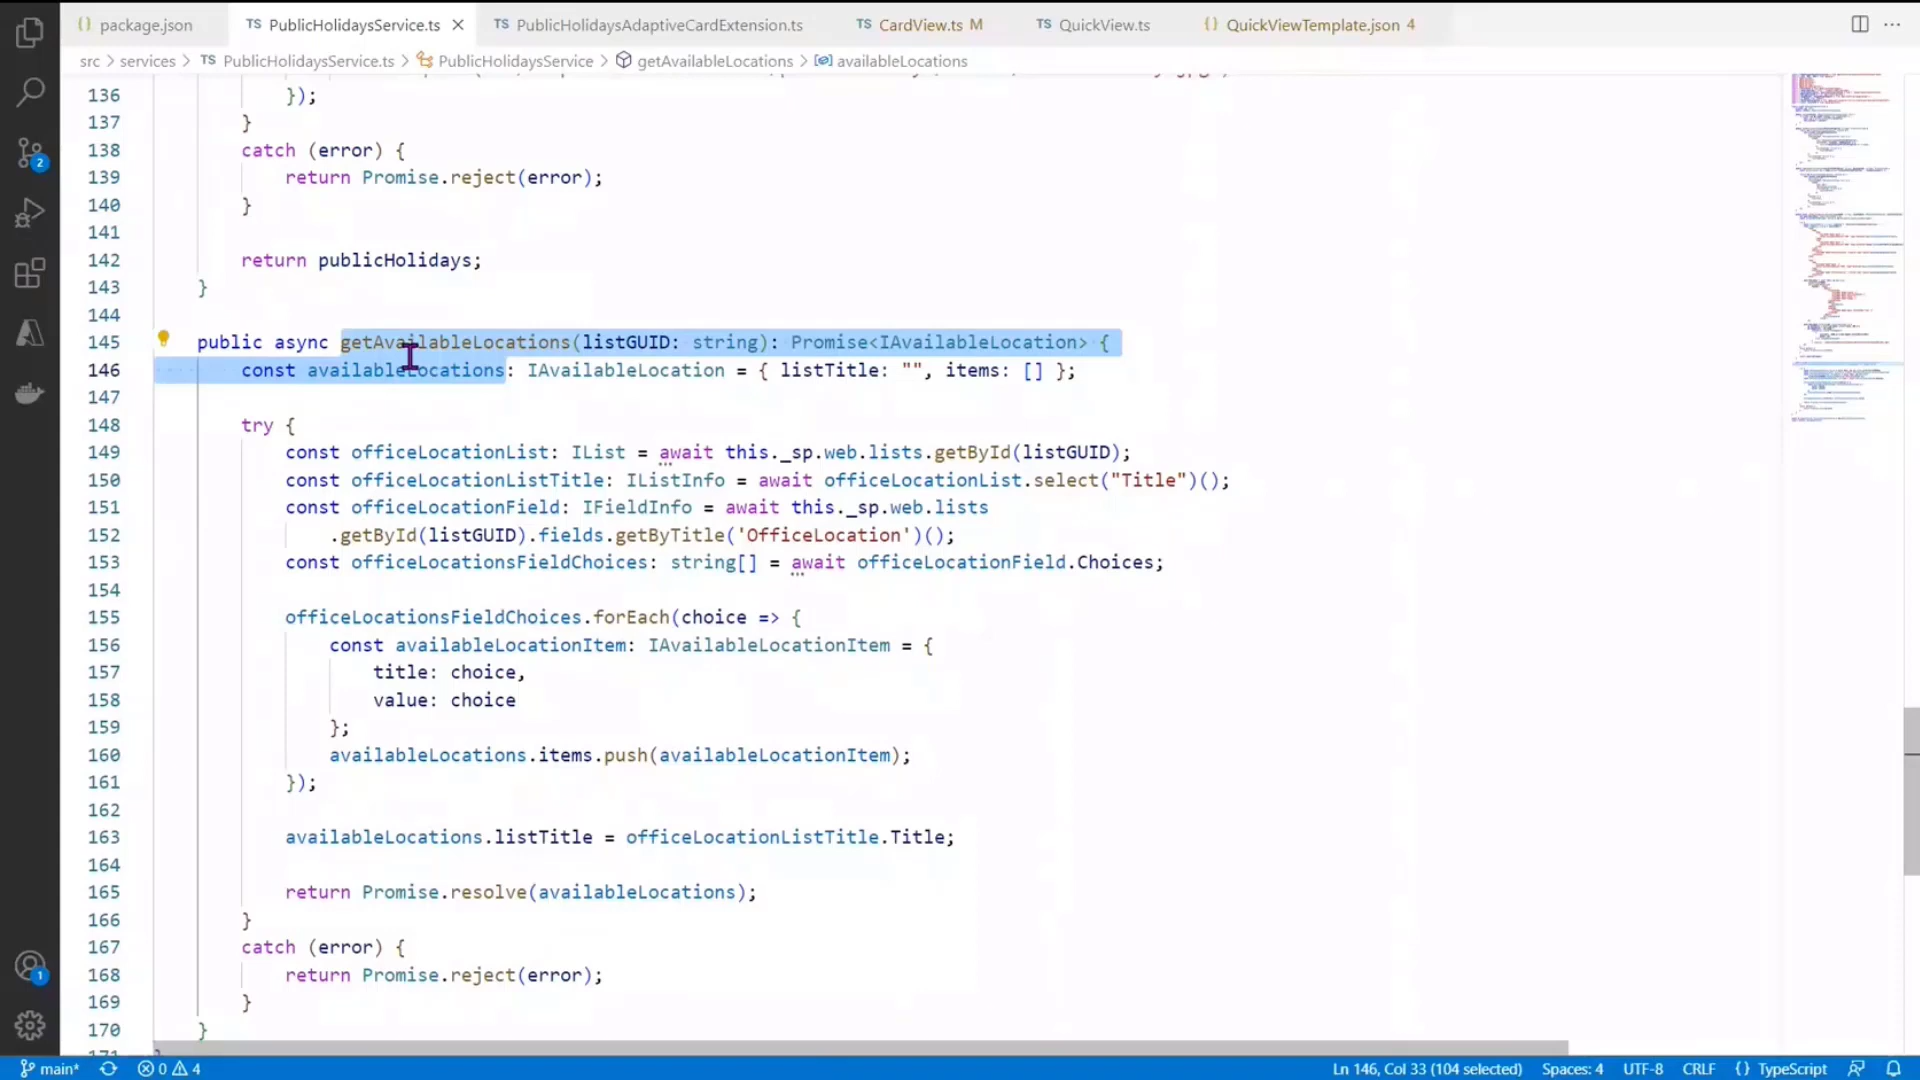 package.json
TS PublicHolidaysService.ts
TS PublicHolidaysAdaptiveCardExtension.ts
TS CardView.ts M
TS QuickView.ts
{} QuickViewTemplate.json 4
src > services > TS PublicHolidaysService.ts > PublicHolidaysService > getAvailableLocations > availableLocations
136 });
137 }
138 catch (error) {
139 return Promise.reject(error);
140 }
141
142 return publicHolidays;
143 }
144
145 public async getAvailableLocations(listGUID: string): Promise<IAvailableLocation> {
146 const availableLocations: IAvailableLocation = { listTitle: "", items: [] };
147
148 try {
149 const officeLocationList: IList = await this._sp.web.lists.getById(listGUID);
150 const officeLocationListTitle: IListInfo = await officeLocationList.select("Title")();
151 const officeLocationField: IFieldInfo = await this._sp.web.lists
152 .getById(listGUID).fields.getByTitle('OfficeLocation')();
153 const officeLocationsFieldChoices: string[] = await officeLocationField.Choices;
154
155 officeLocationsFieldChoices.forEach(choice => {
156 const availableLocationItem: IAvailableLocationItem = {
157 title: choice,
158 value: choice
159 };
160 availableLocations.items.push(availableLocationItem);
161 });
162
163 availableLocations.listTitle = officeLocationListTitle.Title;
164
165 return Promise.resolve(availableLocations);
166 }
167 catch (error) {
168 return Promise.reject(error);
169 }
170 }
2
1
main* 0 4 Ln 146, Col 33 (104 selected) Spaces: 4 UTF-8 CRLF {} TypeScript